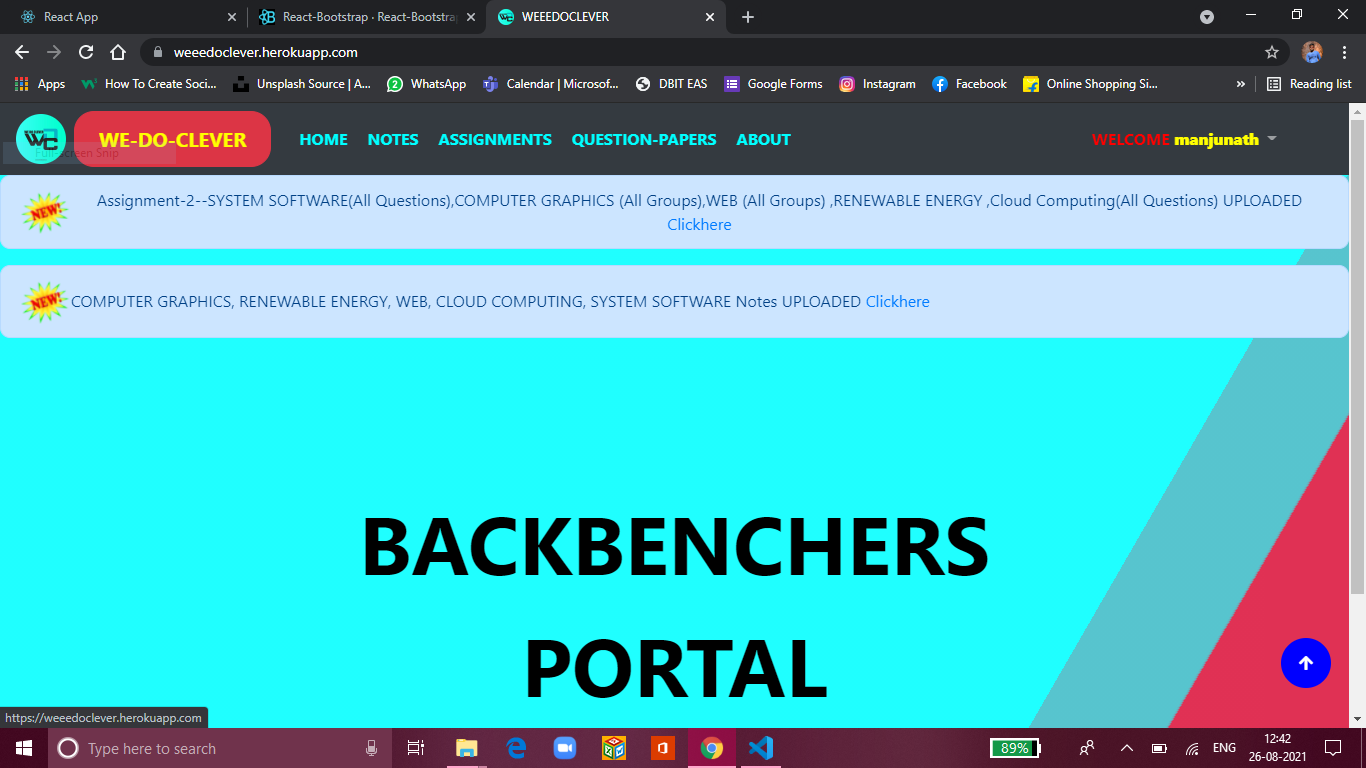 React App
React-Bootstrap · React-Bootstrap
WEEEDOCLEVER
weeedoclever.herokuapp.com
Apps
How To Create Soci...
Unsplash Source | A...
WhatsApp
Calendar | Microsof...
DBIT EAS
Google Forms
Instagram
Facebook
Online Shopping Si...
»
Reading list
WC
WE-DO-CLEVER
HOME
NOTES
ASSIGNMENTS
QUESTION-PAPERS
ABOUT
WELCOME manjunath
Full-screen Snip
NEW!
Assignment-2--SYSTEM SOFTWARE(All Questions),COMPUTER GRAPHICS (All Groups),WEB (All Groups) ,RENEWABLE ENERGY ,Cloud Computing(All Questions) UPLOADED
Clickhere
NEW!
COMPUTER GRAPHICS, RENEWABLE ENERGY, WEB, CLOUD COMPUTING, SYSTEM SOFTWARE Notes UPLOADED Clickhere
BACKBENCHERS
PORTAL
https://weeedoclever.herokuapp.com
Type here to search
89%
ENG
12:42
26-08-2021